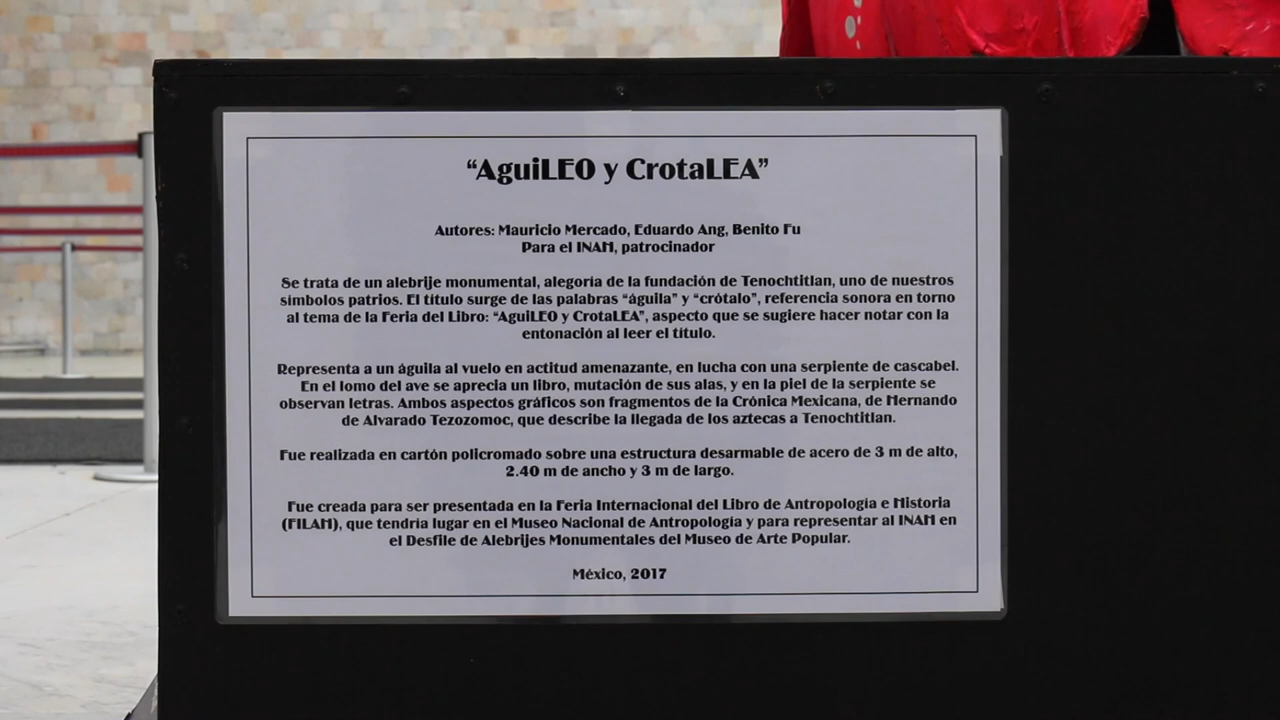 “AguiLEO y CrotaLEA”
Autores: Mauricio Mercado, Eduardo Ang, Benito Fu
Para el INAH, patrocinador
Se trata de un alebrije monumental, alegoría de la fundación de Tenochtitlan, uno de nuestros
símbolos patrios. El título surge de las palabras “águila” y “crótalo”, referencia sonora en torno
al tema de la Feria del Libro: “AguiLEO y CrotaLEA”, aspecto que se sugiere hacer notar con la
entonación al leer el título.
Representa a un águila al vuelo en actitud amenazante, en lucha con una serpiente de cascabel.
En el lomo del ave se aprecia un libro, mutación de sus alas, y en la piel de la serpiente se
observan letras. Ambos aspectos gráficos son fragmentos de la Crónica Mexicana, de Hernando
de Alvarado Tezozomoc, que describe la llegada de los aztecas a Tenochtitlan.
Fue realizada en cartón policromado sobre una estructura desarmable de acero de 3 m de alto,
2.40 m de ancho y 3 m de largo.
Fue creada para ser presentada en la Feria Internacional del Libro de Antropología e Historia
(FILAH), que tendría lugar en el Museo Nacional de Antropología y para representar al INAH en
el Desfile de Alebrijes Monumentales del Museo de Arte Popular.
México, 2017